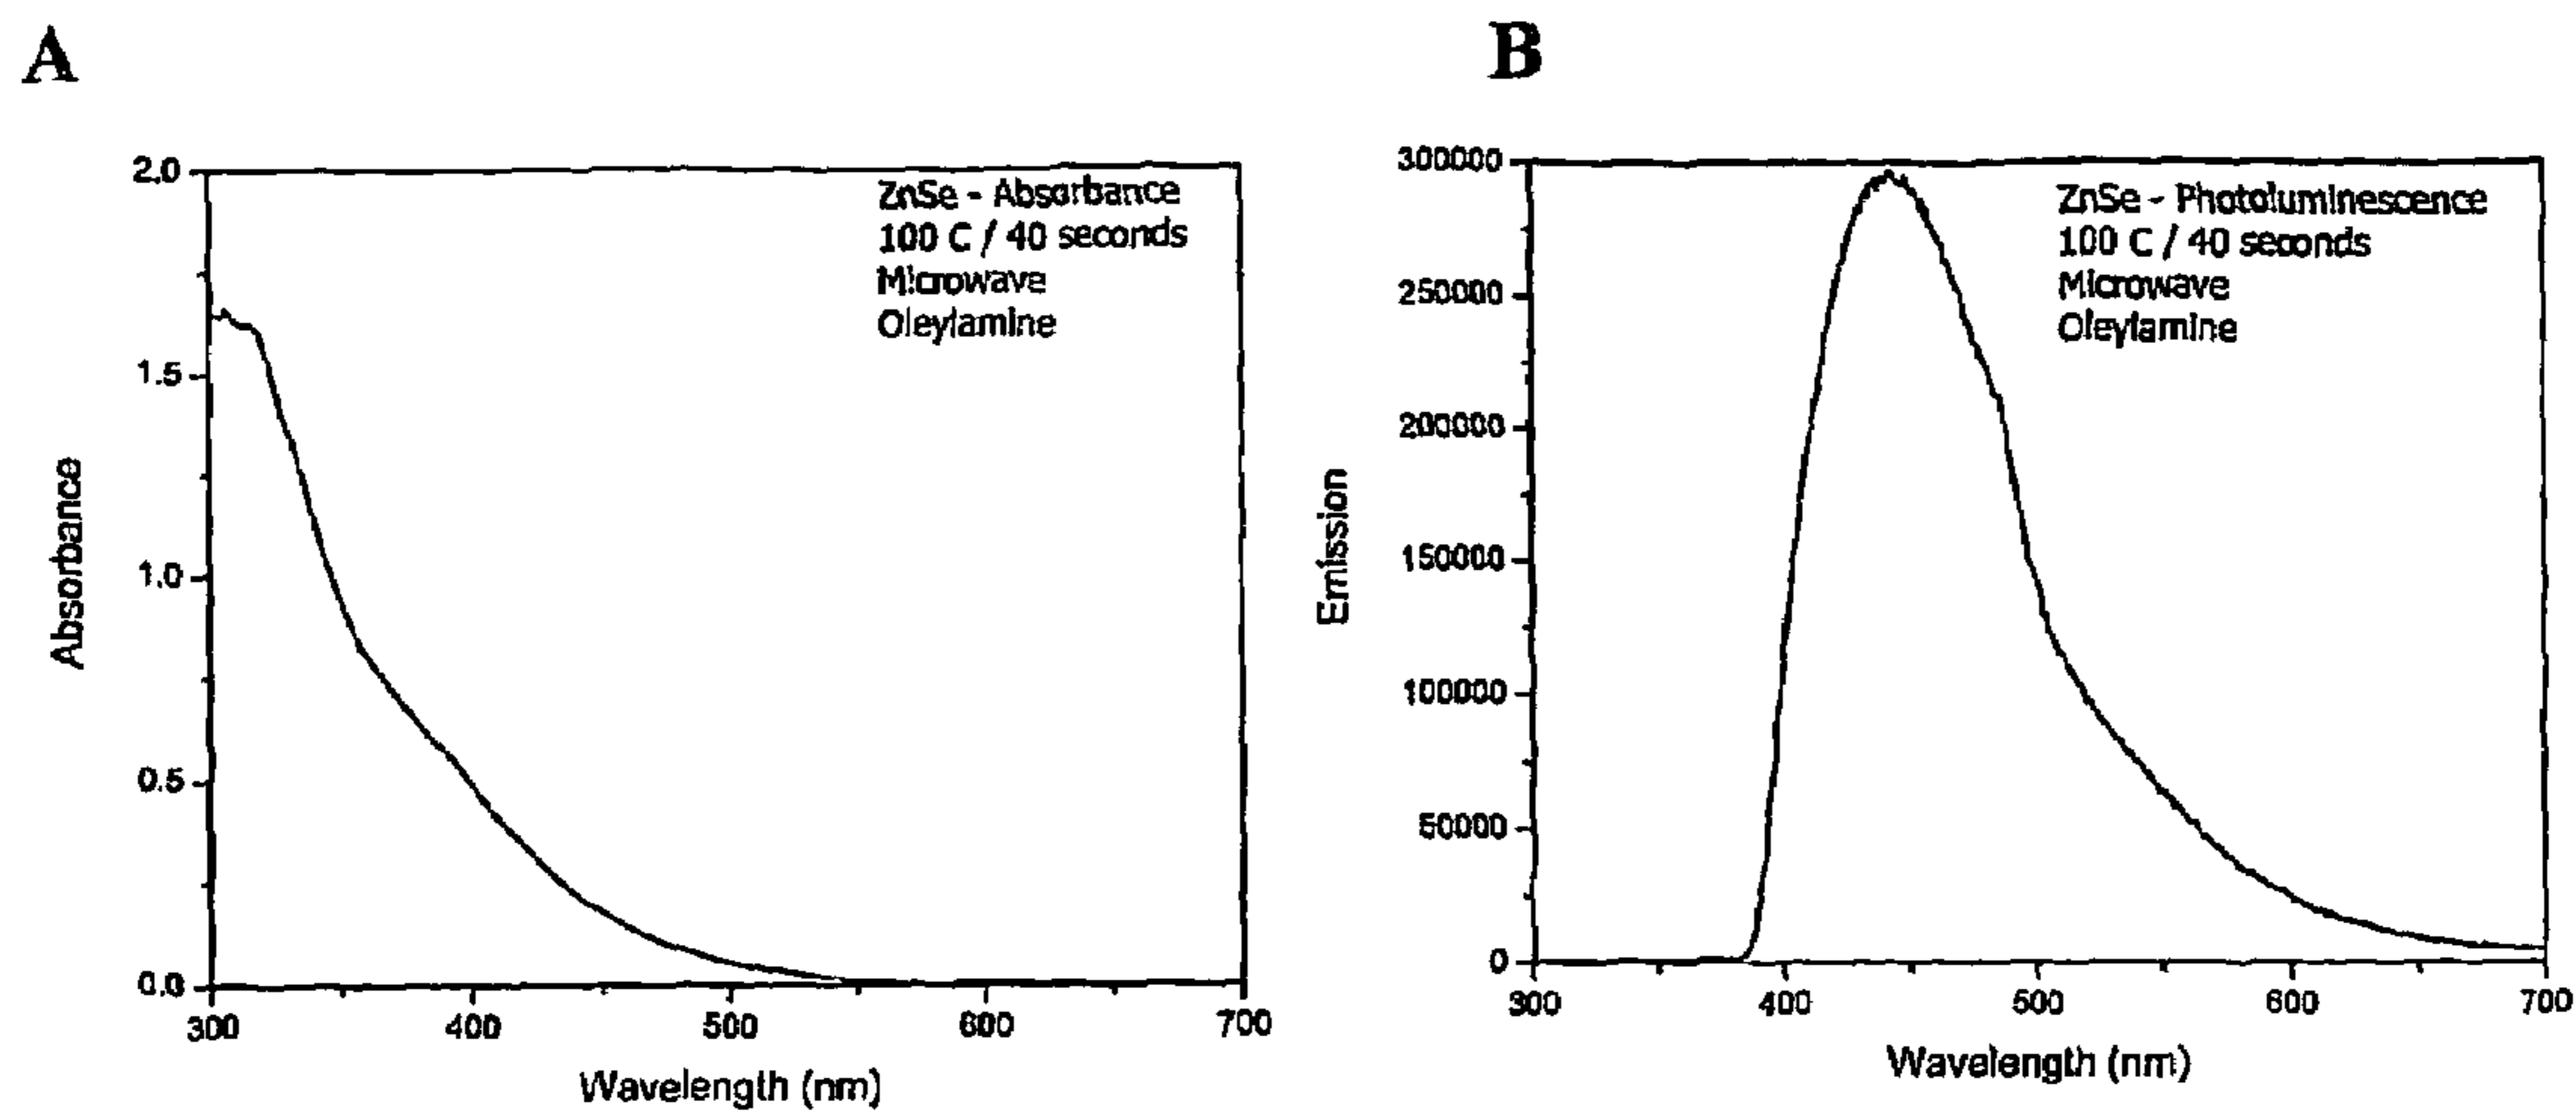 A
B
2.0
1.5
1.0
0.5
0.0
Absorbance
ZnSe - Absorbance
100 C / 40 seconds
Microwave
Oleylamine
300
400
500
600
700
Wavelength (nm)
300000
250000
200000
150000
100000
50000
0
Emission
ZnSe - Photoluminescence
100 C / 40 seconds
Microwave
Oleylamine
300
400
500
600
700
Wavelength (nm)